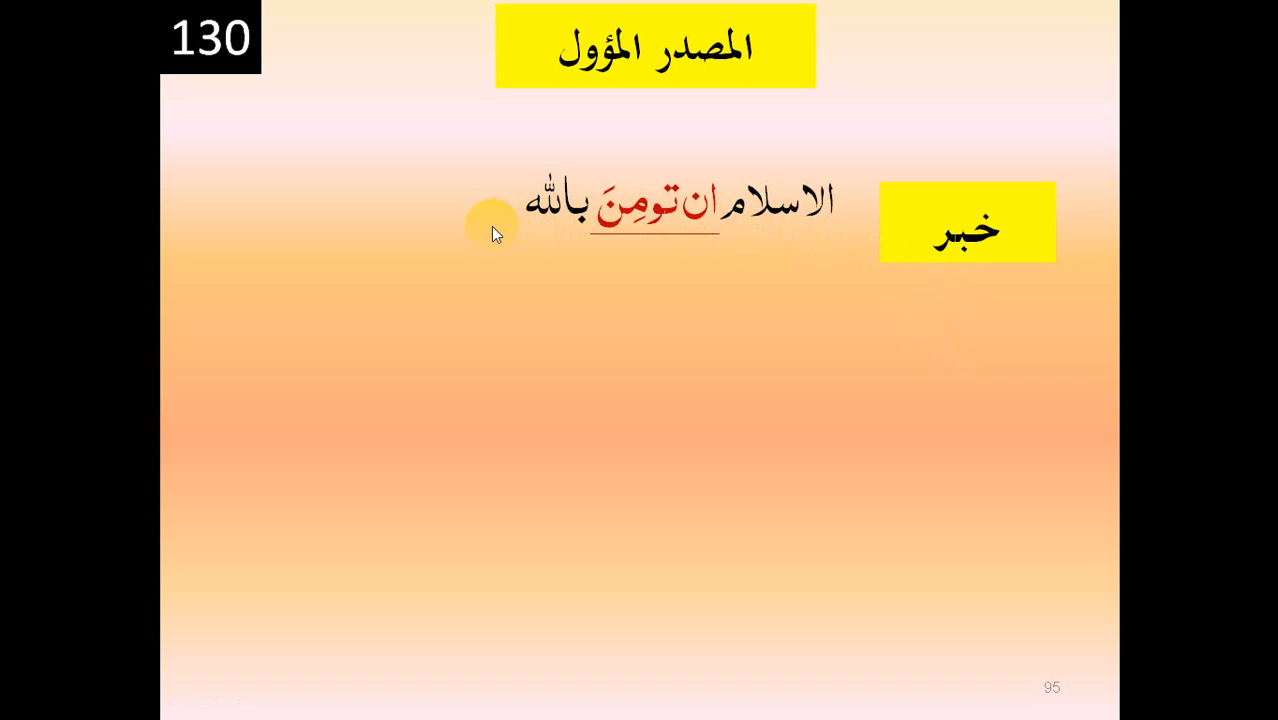 130
المصدر المؤول
خبر
الاسلام ان تومِنَ بالله
95